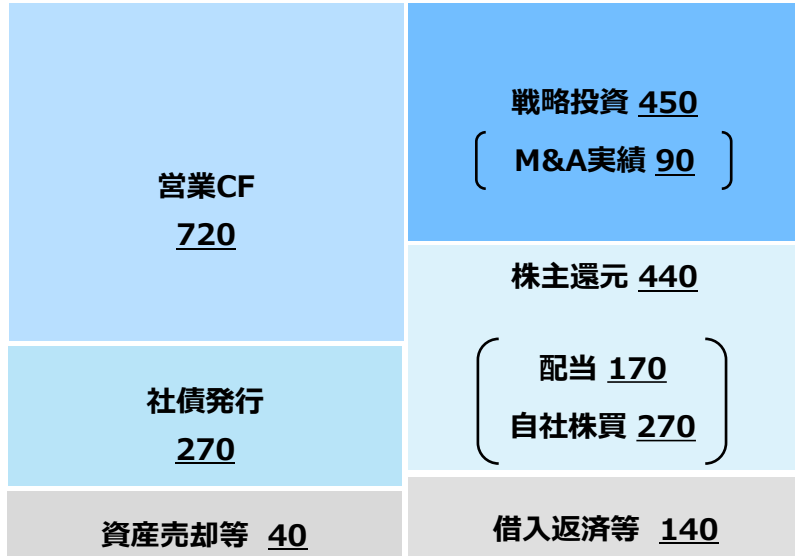 営業CF
720
社債発行
270
資産売却等 40
戦略投資 450
M&A実績 90
株主還元 440
配当 170
自社株買 270
借入返済等 140